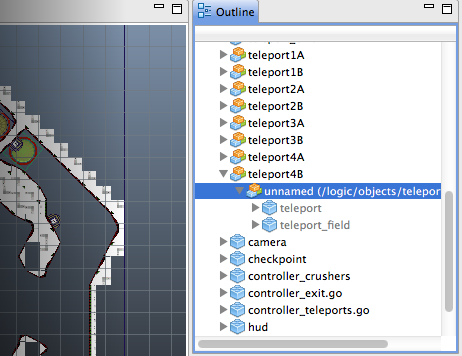 Outline
teleport1A
teleport1B
teleport2A
teleport2B
teleport3A
teleport3B
teleport4A
teleport4B
unnamed (/logic/objects/telepor
teleport
teleport_field
camera
checkpoint
controller_crushers
controller_exit.go
controller_teleports.go
hud